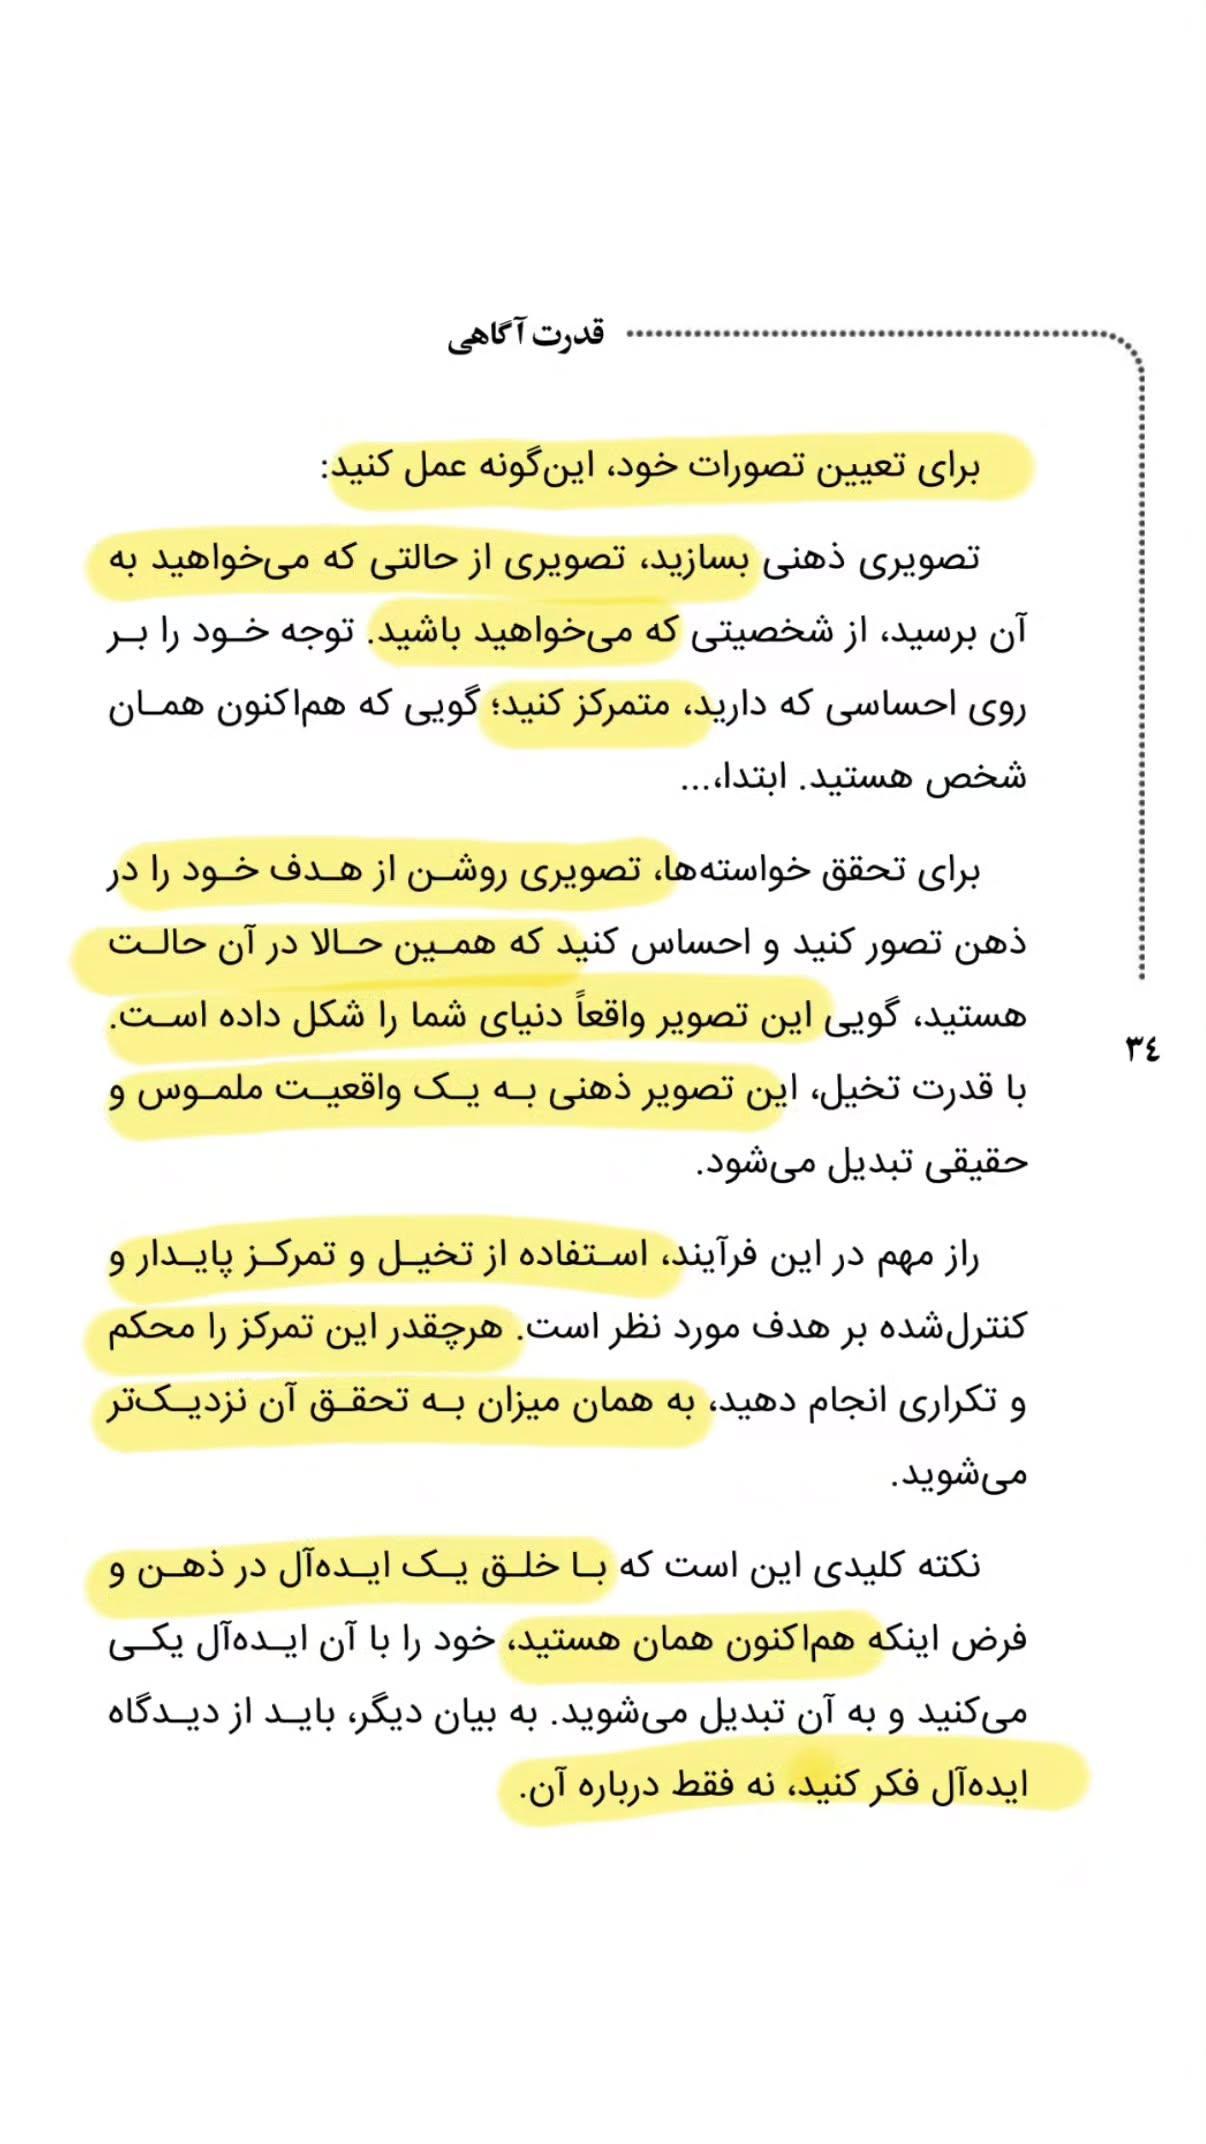 قدرت آگاهی
برای تعیین تصورات خود، این‌گونه عمل کنید:
تصویری ذهنی بسازید، تصویری از حالتی که می‌خواهید به
آن برسید، از شخصیتی که می‌خواهید باشید. توجه خود را بر
روی احساسی که دارید، متمرکز کنید؛ گویی که هم‌اکنون همان
شخص هستید. ابتدا،...
برای تحقق خواسته‌ها، تصویری روشن از هدف خود را در
ذهن تصور کنید و احساس کنید که همین حالا در آن حالت
هستید، گویی این تصویر واقعاً دنیای شما را شکل داده است.
۳٤
با قدرت تخیل، این تصویر ذهنی به یک واقعیت ملموس و
حقیقی تبدیل می‌شود.
راز مهم در این فرآیند، استفاده از تخیل و تمرکز پایدار و
کنترل‌شده بر هدف مورد نظر است. هرچقدر این تمرکز را محکم
و تکراری انجام دهید، به همان میزان به تحقق آن نزدیک‌تر
می‌شوید.
نکته کلیدی این است که با خلق یک ایده‌آل در ذهن و
فرض اینکه هم‌اکنون همان هستید، خود را با آن ایده‌آل یکی
می‌کنید و به آن تبدیل می‌شوید. به بیان دیگر، باید از دیدگاه
ایده‌آل فکر کنید، نه فقط درباره آن.